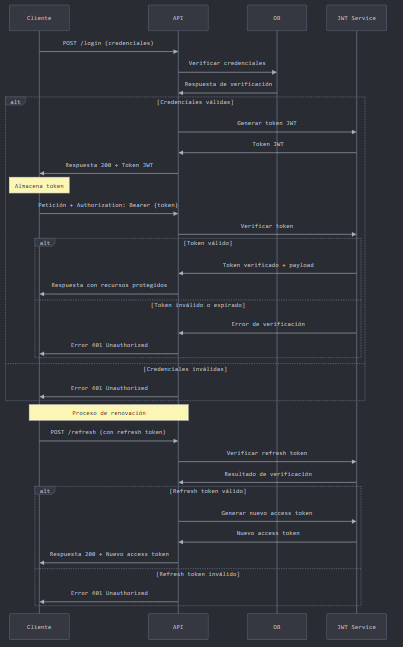 Cliente API DB JWT Service
POST /login (credenciales)
Verificar credenciales
Respuesta de verificación
alt [Credenciales válidas]
Generar token JWT
Token JWT
Respuesta 200 + Token JWT
Almacena token
Petición + Authorization: Bearer {token}
Verificar token
alt [Token válido]
Token verificado + payload
Respuesta con recursos protegidos
[Token inválido o expirado]
Error de verificación
Error 401 Unauthorized
[Credenciales inválidas]
Error 401 Unauthorized
Proceso de renovación
POST /refresh (con refresh token)
Verificar refresh token
Resultado de verificación
alt [Refresh token válido]
Generar nuevo access token
Nuevo access token
Respuesta 200 + Nuevo access token
[Refresh token inválido]
Error 401 Unauthorized
Cliente API DB JWT Service